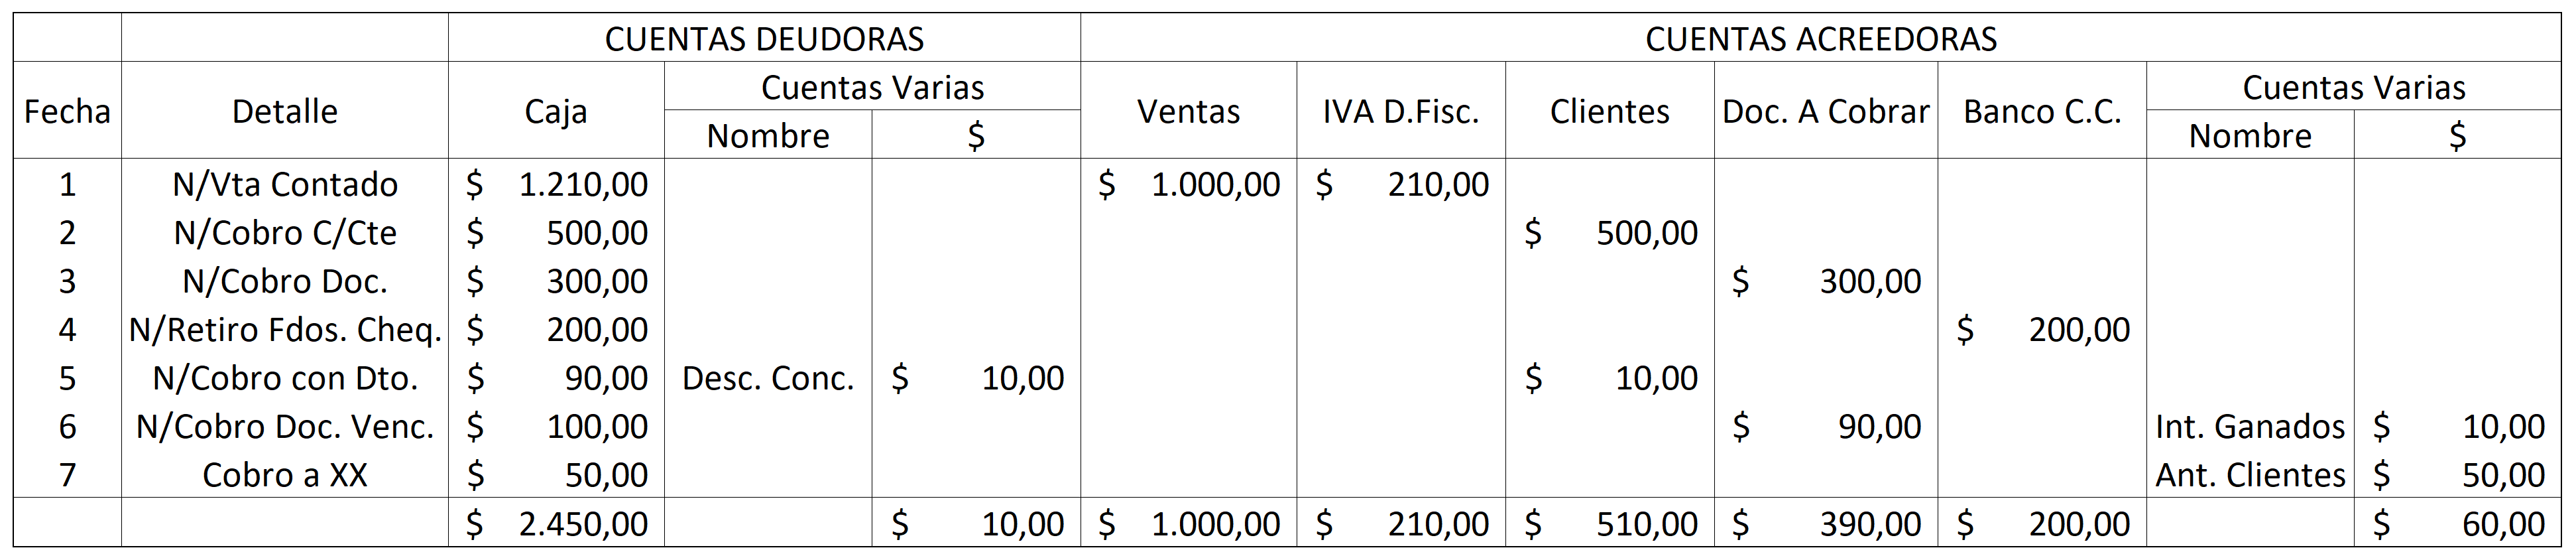 CUENTAS DEUDORAS CUENTAS ACREEDORAS
Fecha Detalle Caja Cuentas Varias Ventas IVA D.Fisc. Clientes Doc. A Cobrar Banco C.C. Cuentas Varias
Nombre $ Nombre $
1 N/Vta Contado $ 1.210,00 $ 1.000,00 $ 210,00
2 N/Cobro C/Cte $ 500,00 $ 500,00
3 N/Cobro Doc. $ 300,00 $ 300,00
4 N/Retiro Fdos. Cheq. $ 200,00 $ 200,00
5 N/Cobro con Dto. $ 90,00 Desc. Conc. $ 10,00 $ 10,00
6 N/Cobro Doc. Venc. $ 100,00 $ 90,00 Int. Ganados $ 10,00
7 Cobro a XX $ 50,00 Ant. Clientes $ 50,00
$ 2.450,00 $ 10,00 $ 1.000,00 $ 210,00 $ 510,00 $ 390,00 $ 200,00 $ 60,00